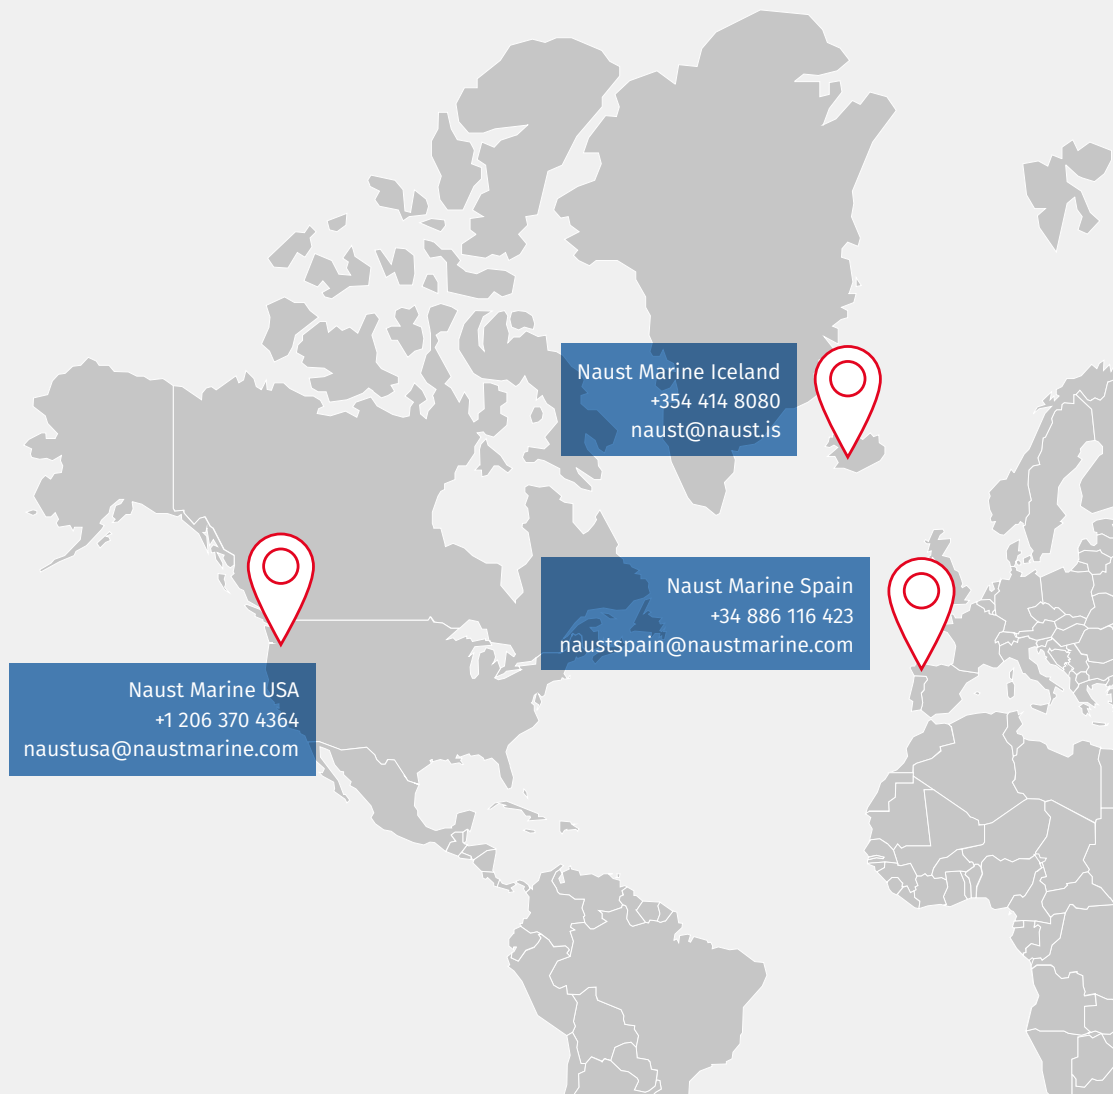 Naust Marine Iceland
+354 414 8080
naust@naust.is
Naust Marine Spain
+34 886 116 423
naustspain@naustmarine.com
Naust Marine USA
+1 206 370 4364
naustusa@naustmarine.com